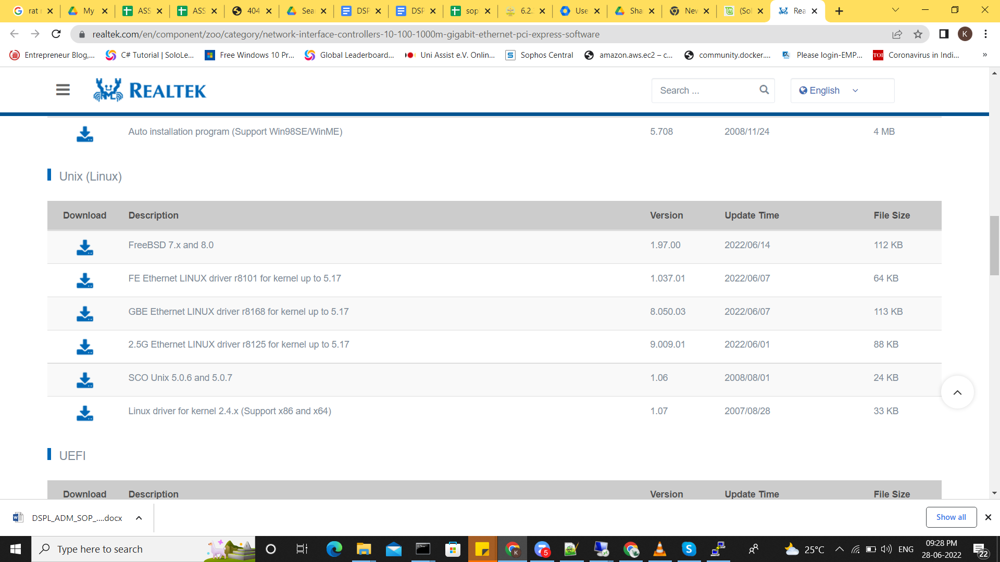 rat
My
ASS
ASS
404
Sea
DSP
DSP
sop
6.2.
Use
Sha
New
(Sol
Rea
realtek.com/en/component/zoo/category/network-interface-controllers-10-100-1000m-gigabit-ethernet-pci-express-software
K
Entrepreneur Blog,... C# Tutorial | SoloLe... Free Windows 10 Pr... Global Leaderboard... Uni Assist e.V. Onlin... Sophos Central amazon.aws.ec2 – c... community.docker.... Please login-EMP... TOI Coronavirus in Indi... »
REALTEK
Search ...
English
Auto installation program (Support Win98SE/WinME) 5.708 2008/11/24 4 MB
Unix (Linux)
Download Description Version Update Time File Size
FreeBSD 7.x and 8.0 1.97.00 2022/06/14 112 KB
FE Ethernet LINUX driver r8101 for kernel up to 5.17 1.037.01 2022/06/07 64 KB
GBE Ethernet LINUX driver r8168 for kernel up to 5.17 8.050.03 2022/06/07 113 KB
2.5G Ethernet LINUX driver r8125 for kernel up to 5.17 9.009.01 2022/06/01 88 KB
SCO Unix 5.0.6 and 5.0.7 1.06 2008/08/01 24 KB
Linux driver for kernel 2.4.x (Support x86 and x64) 1.07 2007/08/28 33 KB
UEFI
Download Description Version Update Time File Size
DSPL_ADM_SOP_....docx
Show all
Type here to search
K
5
25°C
ENG
09:28 PM
28-06-2022
22